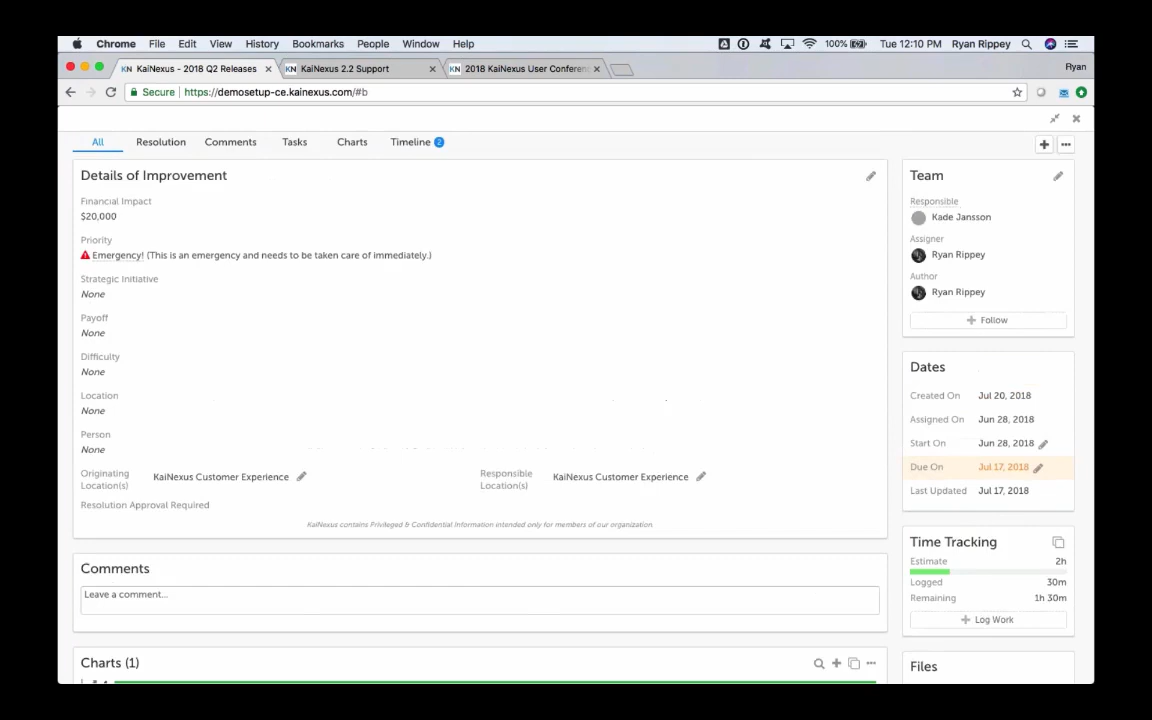 Chrome File Edit View History Bookmarks People Window Help 100% Tue 12:10 PM Ryan Rippey
KN KaiNexus - 2018 Q2 Releases KN KaiNexus 2.2 Support KN 2018 KaiNexus User Conferen Ryan
Secure https://demosetup-ce.kainexus.com/#b
All Resolution Comments Tasks Charts Timeline 2
Details of Improvement
Financial Impact
$20,000
Priority
Emergency! (This is an emergency and needs to be taken care of immediately.)
Strategic Initiative
None
Payoff
None
Difficulty
None
Location
None
Person
None
Originating Location(s) KaiNexus Customer Experience
Responsible Location(s) KaiNexus Customer Experience
Resolution Approval Required
KaiNexus contains Privileged & Confidential Information intended only for members of our organization.
Comments
Leave a comment...
Charts (1)
Team
Responsible
Kade Jansson
Assigner
Ryan Rippey
Author
Ryan Rippey
+ Follow
Dates
Created On Jul 20, 2018
Assigned On Jun 28, 2018
Start On Jun 28, 2018
Due On Jul 17, 2018
Last Updated Jul 17, 2018
Time Tracking
Estimate 2h
Logged 30m
Remaining 1h 30m
+ Log Work
Files